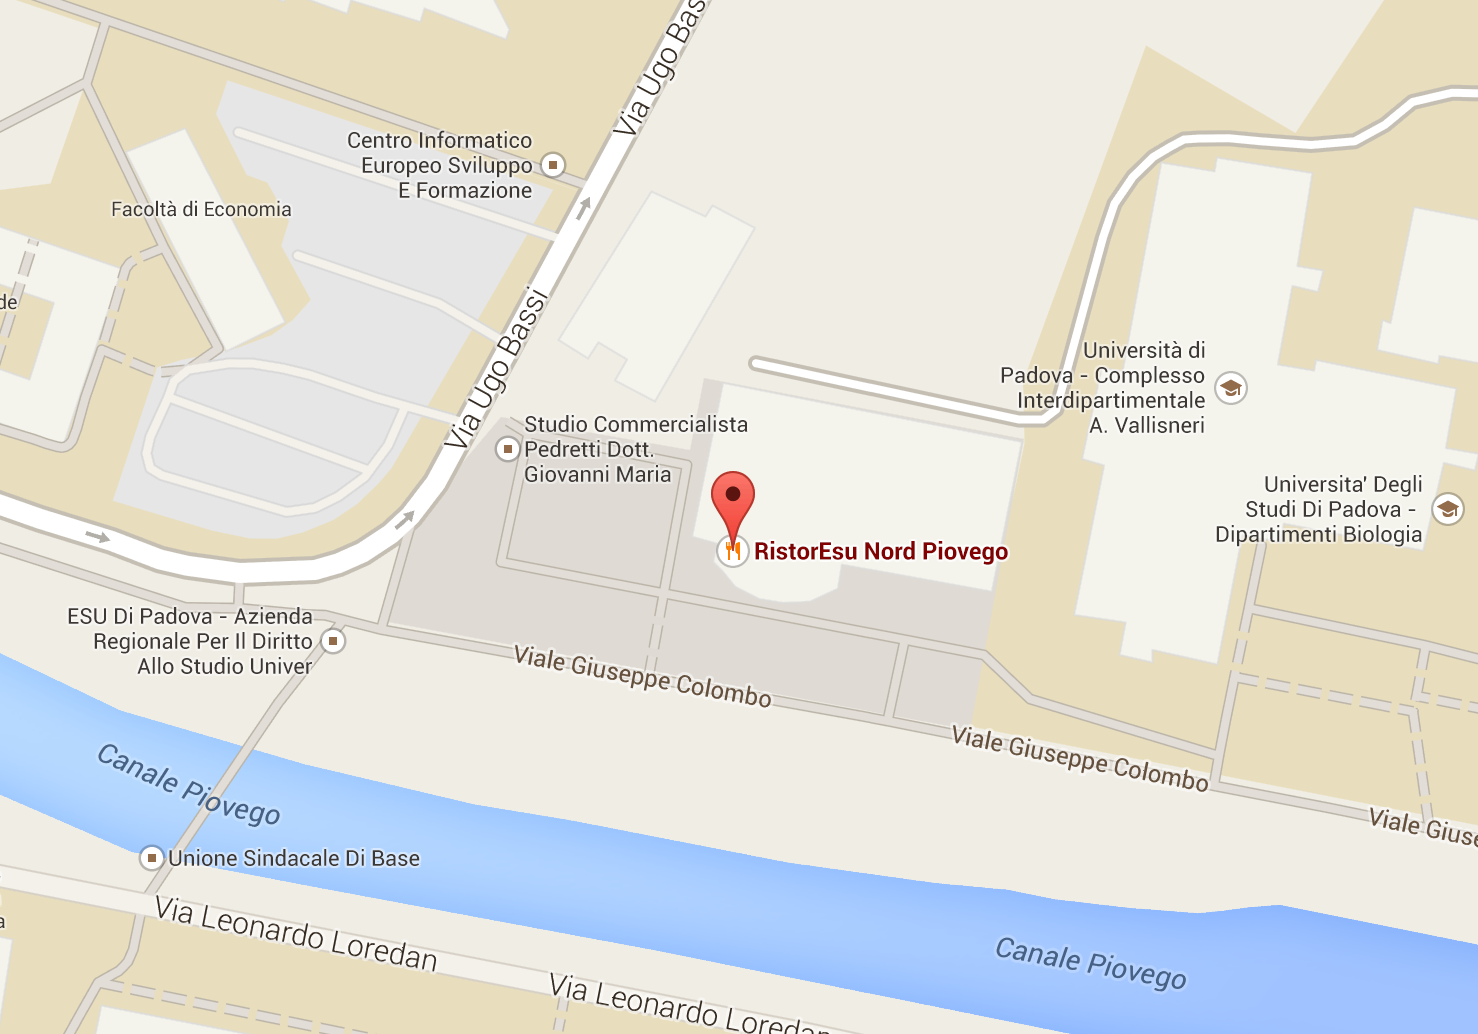 Via Ugo Bas
Centro Informatico
Europeo Sviluppo
E Formazione
Facoltà di Economia
de
Via Ugo Bassi
Università di
Padova - Complesso
Interdipartimentale
A. Vallisneri
Studio Commercialista
Pedretti Dott.
Giovanni Maria
Universita' Degli
Studi Di Padova -
Dipartimenti Biologia
RistorEsu Nord Piovego
ESU Di Padova - Azienda
Regionale Per Il Diritto
Allo Studio Univer
Viale Giuseppe Colombo
Viale Giuseppe Colombo
Viale Giuse
Canale Piovego
Unione Sindacale Di Base
a
Via Leonardo Loredan
Canale Piovego
Via Leonardo Loredan